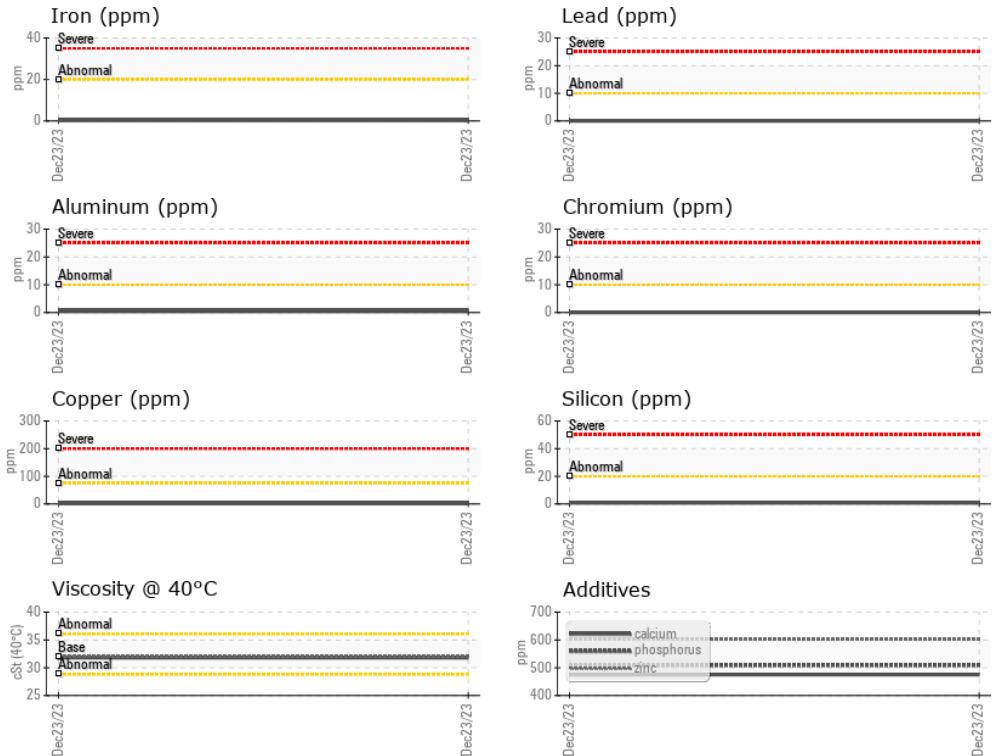 Iron (ppm)
40
20
0
ppm
Severe
Abnormal
Dec23/23
Dec23/23
Lead (ppm)
30
20
10
0
ppm
Severe
Abnormal
Dec23/23
Dec23/23
Aluminum (ppm)
30
20
10
0
ppm
Severe
Abnormal
Dec23/23
Dec23/23
Chromium (ppm)
30
20
10
0
ppm
Severe
Abnormal
Dec23/23
Dec23/23
Copper (ppm)
300
200
100
0
ppm
Severe
Abnormal
Dec23/23
Dec23/23
Silicon (ppm)
60
40
20
0
ppm
Severe
Abnormal
Dec23/23
Dec23/23
Viscosity @ 40°C
40
35
30
25
cSt (40°C)
Abnormal
Base
Abnormal
Dec23/23
Dec23/23
Additives
700
600
500
400
ppm
calcium
phosphorus
zinc
Dec23/23
Dec23/23